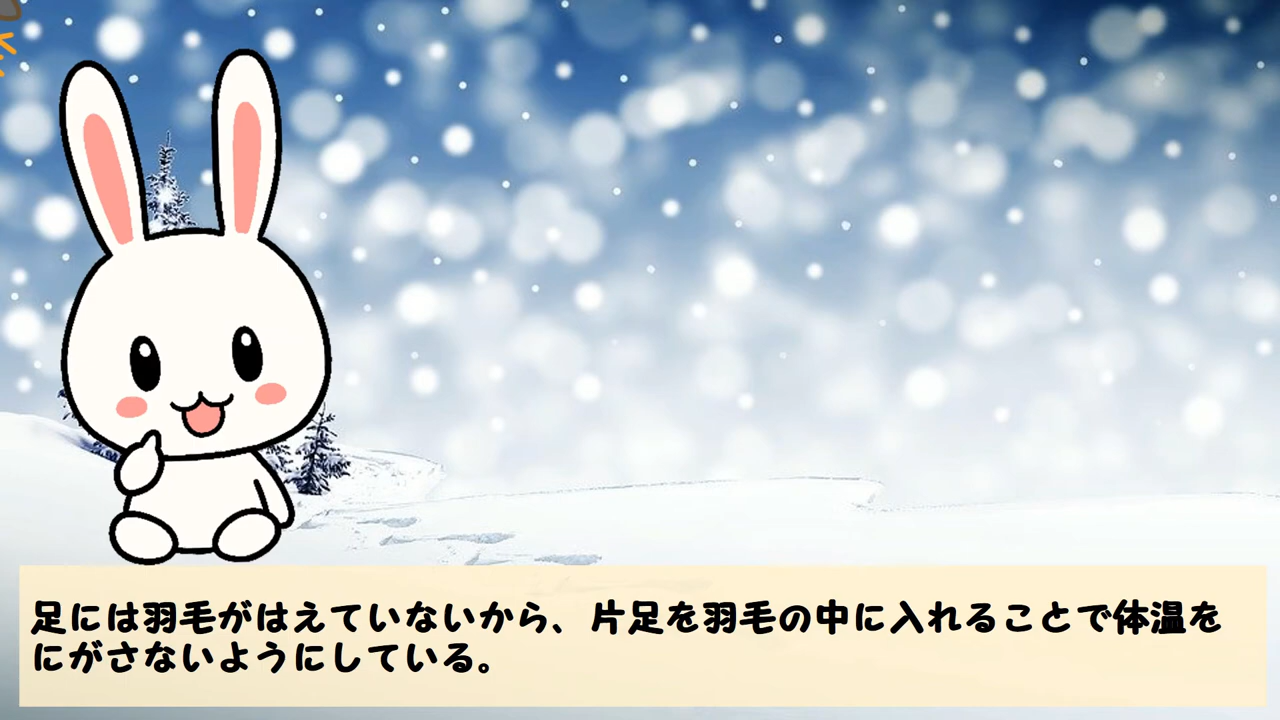 足には羽毛がはえていないから、片足を羽毛の中に入れることで体温を
にがさないようにしている。